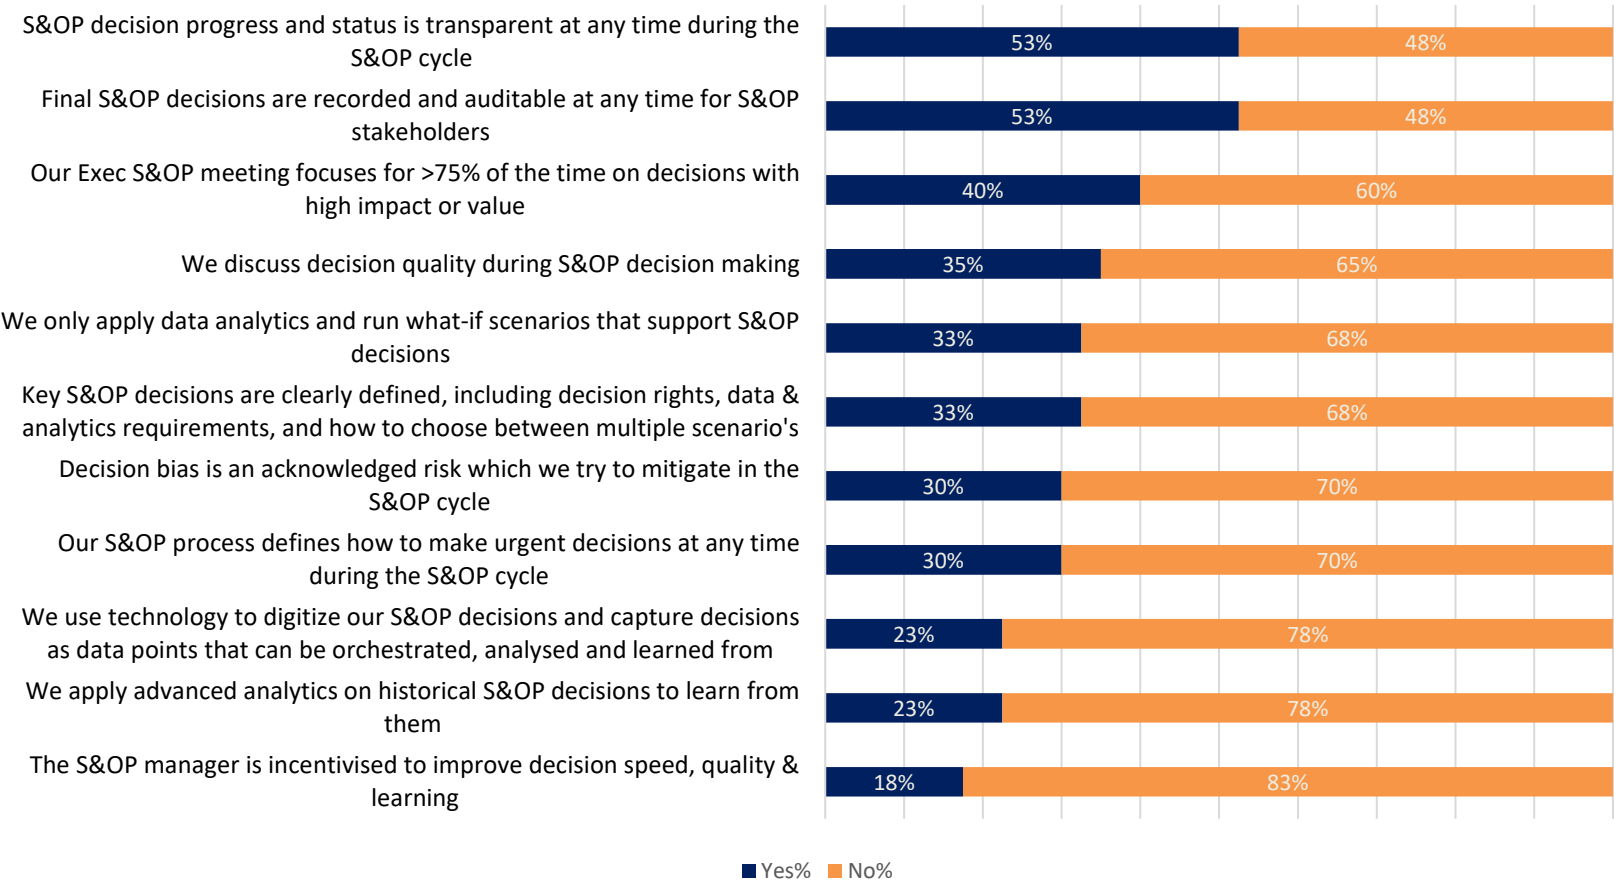 S&OP decision progress and status is transparent at any time during the
S&OP cycle
53%
48%
Final S&OP decisions are recorded and auditable at any time for S&OP
stakeholders
53%
48%
Our Exec S&OP meeting focuses for >75% of the time on decisions with
high impact or value
40%
60%
We discuss decision quality during S&OP decision making
35%
65%
We only apply data analytics and run what-if scenarios that support S&OP
decisions
33%
68%
Key S&OP decisions are clearly defined, including decision rights, data &
analytics requirements, and how to choose between multiple scenario's
33%
68%
Decision bias is an acknowledged risk which we try to mitigate in the
S&OP cycle
30%
70%
Our S&OP process defines how to make urgent decisions at any time
during the S&OP cycle
30%
70%
We use technology to digitize our S&OP decisions and capture decisions
as data points that can be orchestrated, analysed and learned from
23%
78%
We apply advanced analytics on historical S&OP decisions to learn from
them
23%
78%
The S&OP manager is incentivised to improve decision speed, quality &
learning
18%
83%
Yes% No%